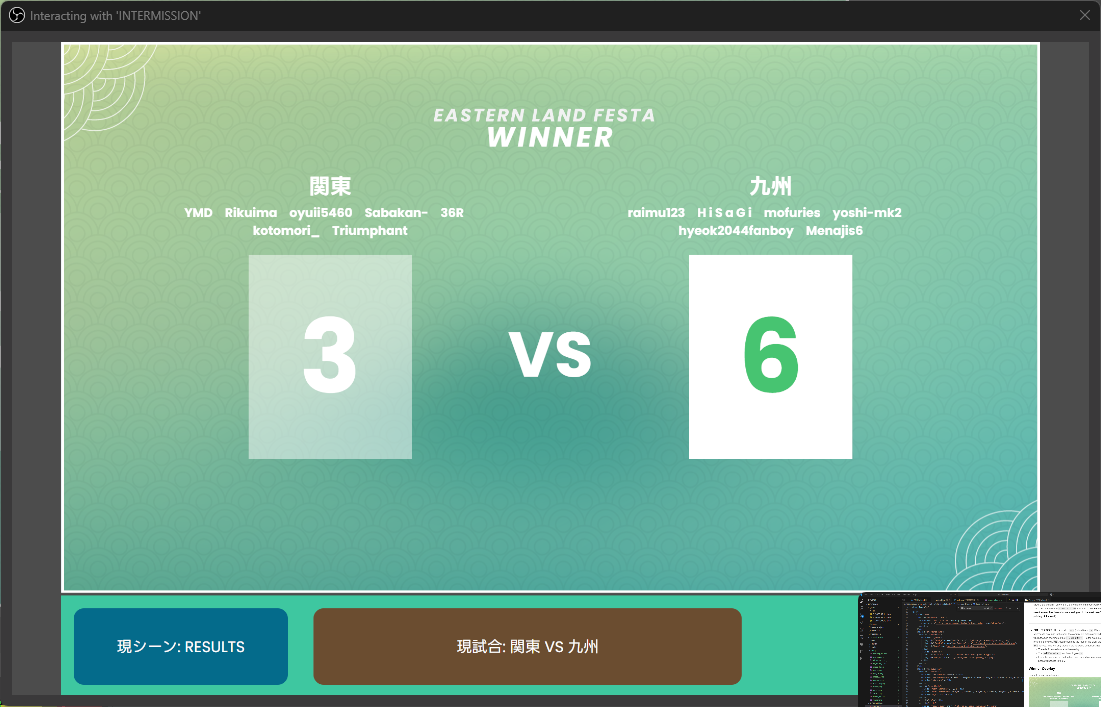 Interacting with 'INTERMISSION'
EASTERN LAND FESTA
WINNER
関東
YMD Rikuima oyuii5460 Sabakan- 36R
kotomori_ Triumphant
九州
raimu123 HiSaGi mofuries yoshi-mk2
hyeok2044fanboy Menajis6
3
VS
6
現シーン: RESULTS
現試合: 関東 VS 九州